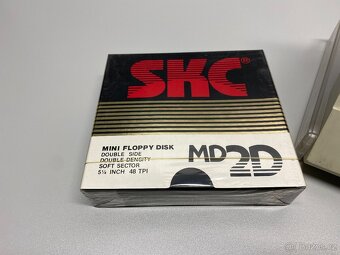 SKC®
MINI FLOPPY DISK
DOUBLE SIDE
DOUBLE-DENSITY
SOFT SECTOR
5¼ INCH 48 TPI
MD2D